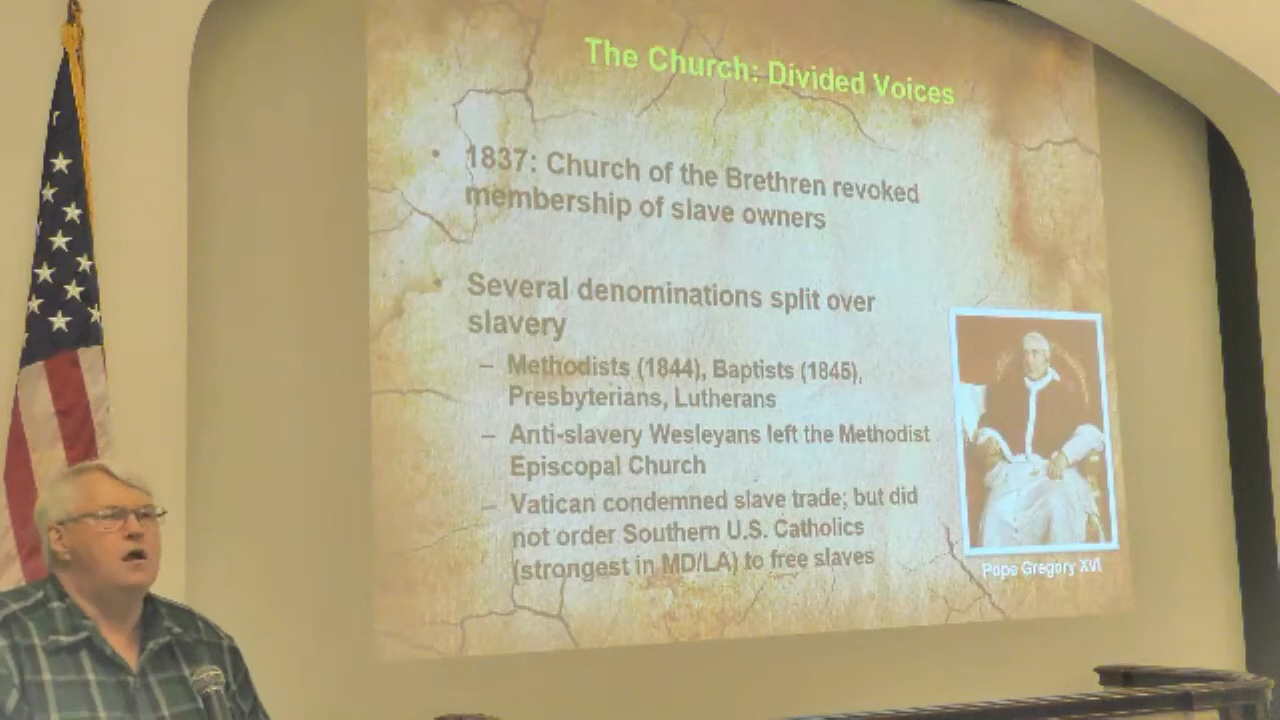 The Church: Divided Voices
• 1837: Church of the Brethren revoked
membership of slave owners
• Several denominations split over
slavery
– Methodists (1844), Baptists (1845),
Presbyterians, Lutherans
– Anti-slavery Wesleyans left the Methodist
Episcopal Church
– Vatican condemned slave trade; but did
not order Southern U.S. Catholics
(strongest in MD/LA) to free slaves
Pope Gregory XVI